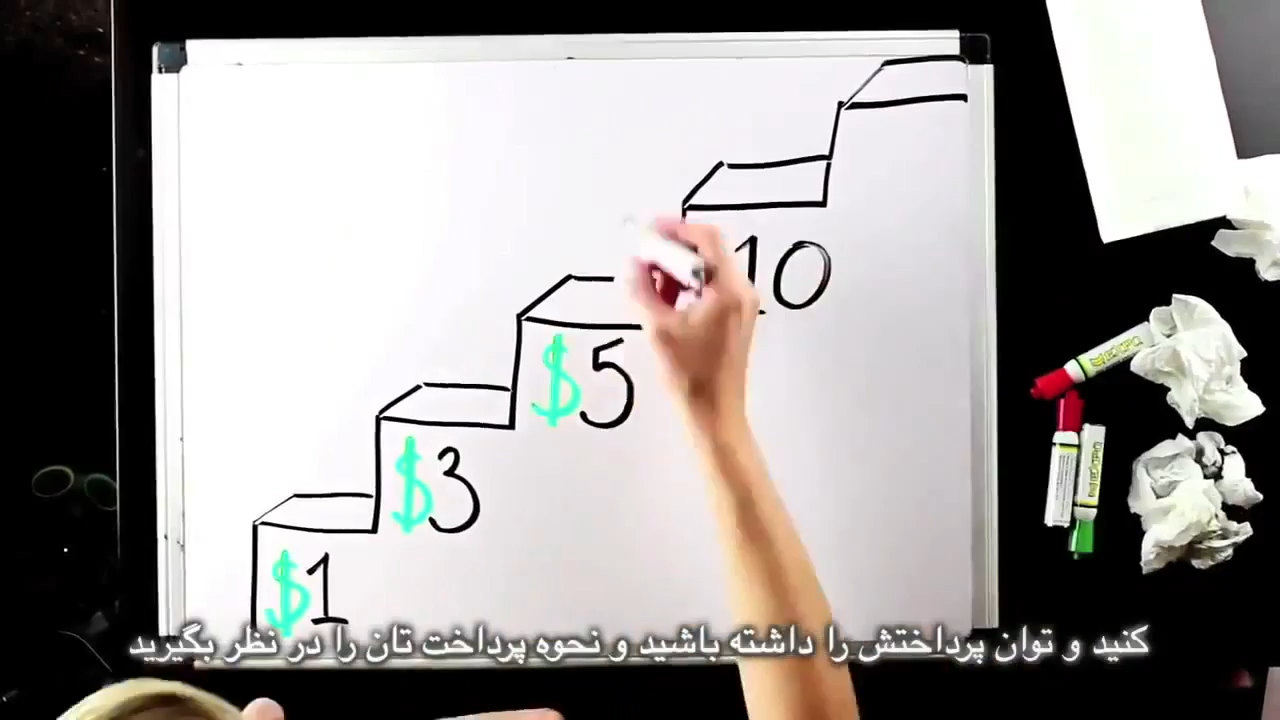 10
$5
$3
$1
کنید و توان پرداختش را داشته باشید و نحوه پرداخت تان را در نظر بگیرید